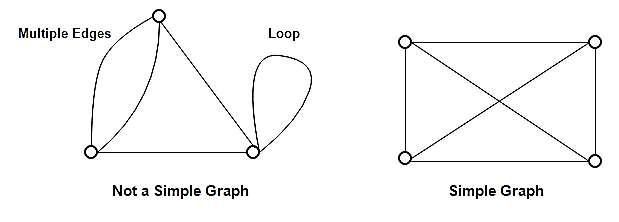 Multiple Edges
Loop
Not a Simple Graph
Simple Graph